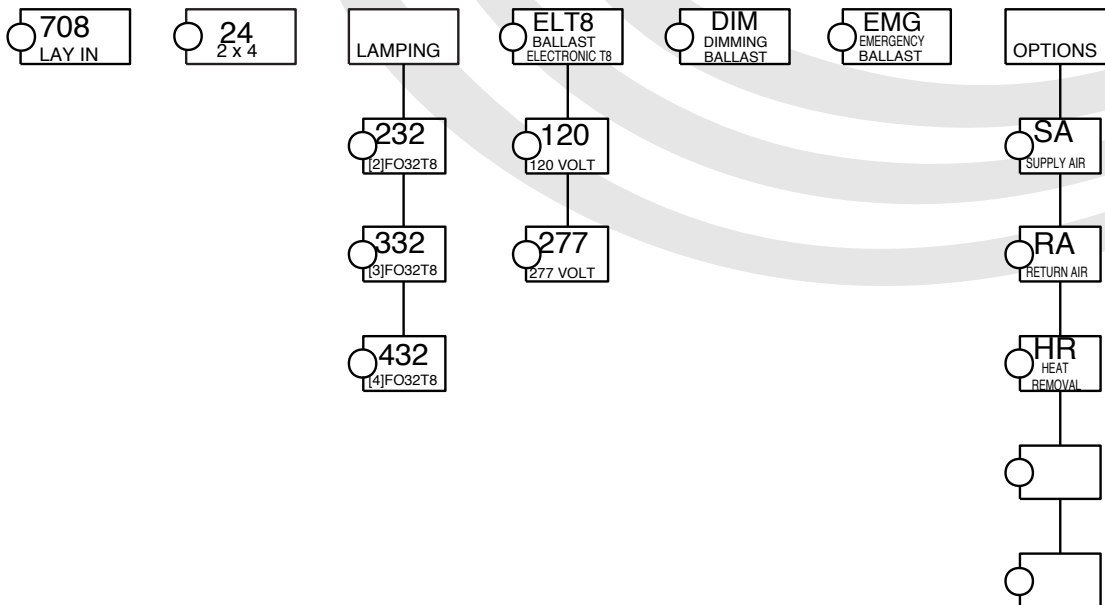 708
LAY IN
24
2 x 4
LAMPING
ELT8
BALLAST
ELECTRONIC T8
DIM
DIMMING
BALLAST
EMG
EMERGENCY
BALLAST
OPTIONS
232
[2]FO32T8
120
120 VOLT
SA
SUPPLY AIR
332
[3]FO32T8
277
277 VOLT
RA
RETURN AIR
432
[4]FO32T8
HR
HEAT
REMOVAL